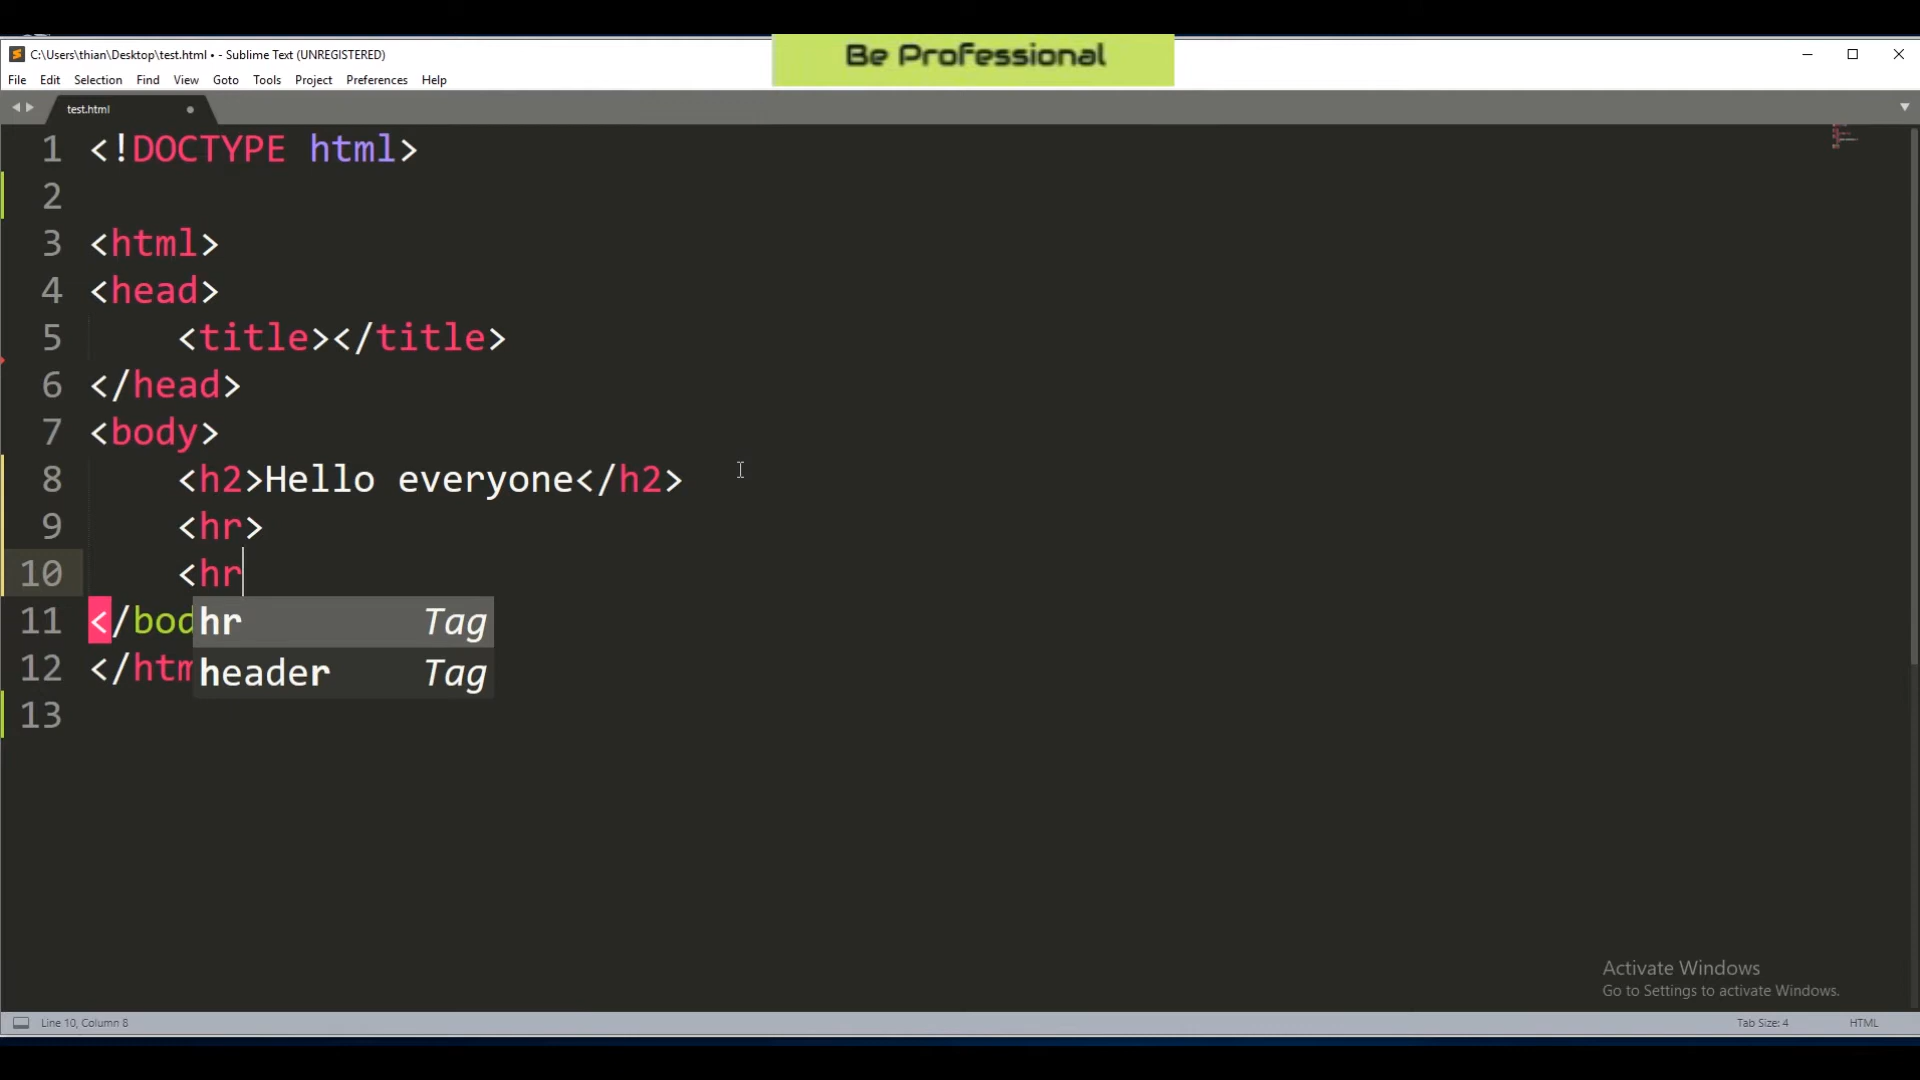 Be Professional
C:\Users\thian\Desktop\test.html • - Sublime Text (UNREGISTERED)
File Edit Selection Find View Goto Tools Project Preferences Help
test.html
1 <!DOCTYPE html>
2
3 <html>
4 <head>
5 <title></title>
6 </head>
7 <body>
8 <h2>Hello everyone</h2>
9 <hr>
10 <hr
11 </bod
hr Tag
12 </htm
header Tag
13
Activate Windows
Go to Settings to activate Windows.
Line 10, Column 8 Tab Size: 4 HTML